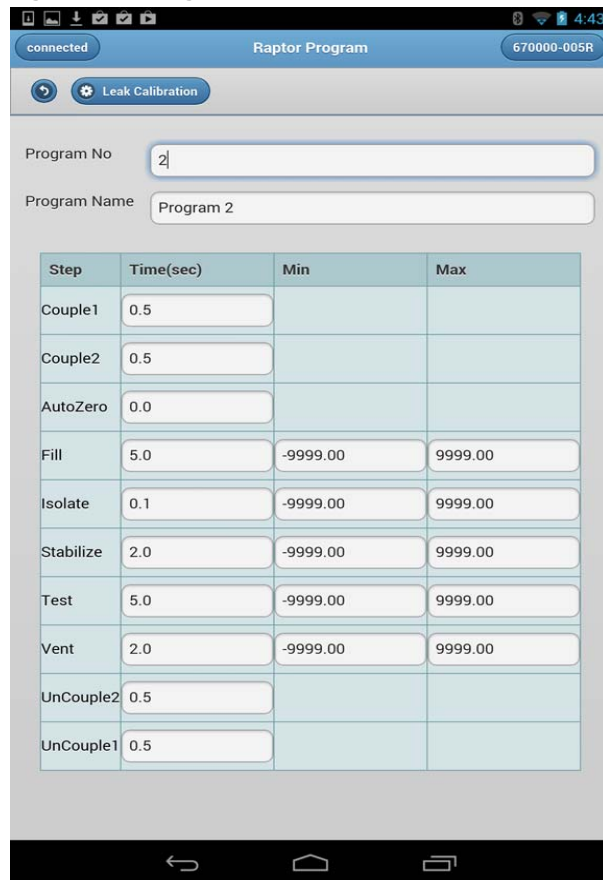 4:43
connected Raptor Program 670000-005R
Leak Calibration
Program No 2
Program Name Program 2
Step Time(sec) Min Max
Couple1 0.5
Couple2 0.5
AutoZero 0.0
Fill 5.0 -9999.00 9999.00
Isolate 0.1 -9999.00 9999.00
Stabilize 2.0 -9999.00 9999.00
Test 5.0 -9999.00 9999.00
Vent 2.0 -9999.00 9999.00
UnCouple2 0.5
UnCouple1 0.5